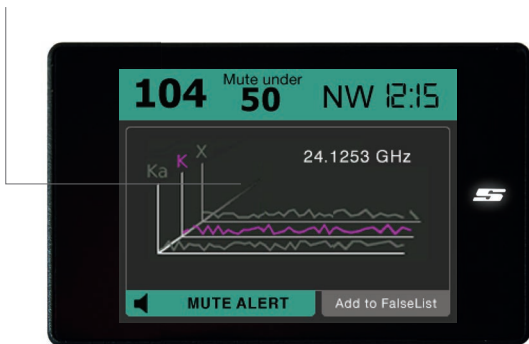 104 Mute under 50 NW 12:15
24.1253 GHz
Ka K X
MUTE ALERT Add to FalseList
S